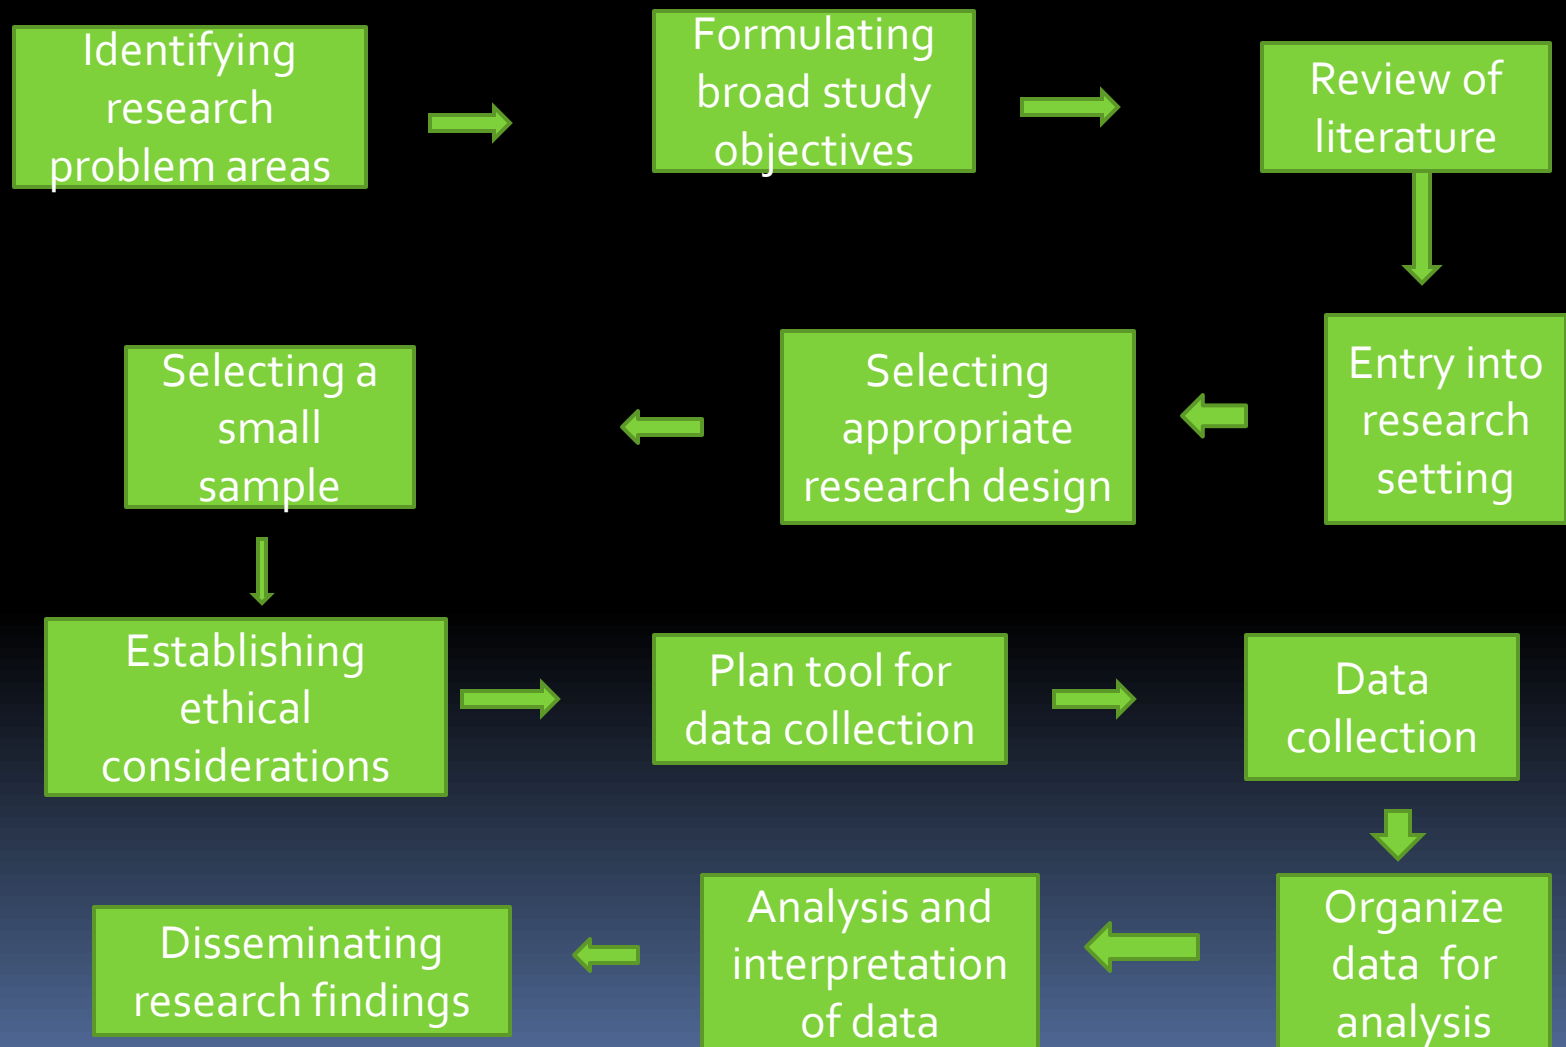 Identifying
research
problem areas
Formulating
broad study
objectives
Review of
literature
Entry into
research
setting
Selecting
appropriate
research design
Selecting a
small
sample
Establishing
ethical
considerations
Plan tool for
data collection
Data
collection
Organize
data for
analysis
Analysis and
interpretation
of data
Disseminating
research findings